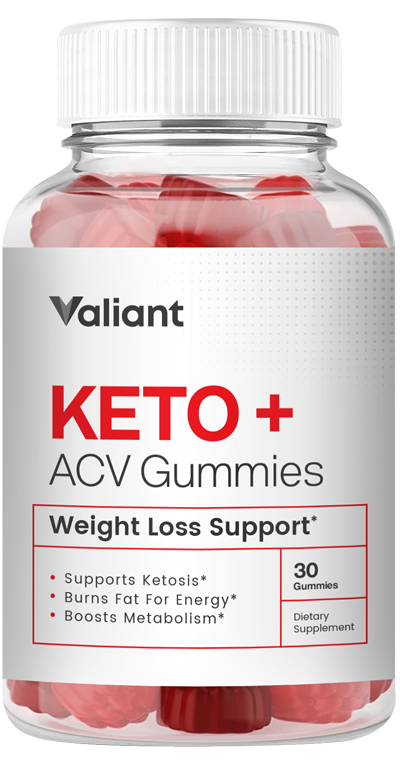 Valiant
KETO +
ACV Gummies
Weight Loss Support*
• Supports Ketosis*
• Burns Fat For Energy*
• Boosts Metabolism*
30
Gummies
Dietary
Supplement